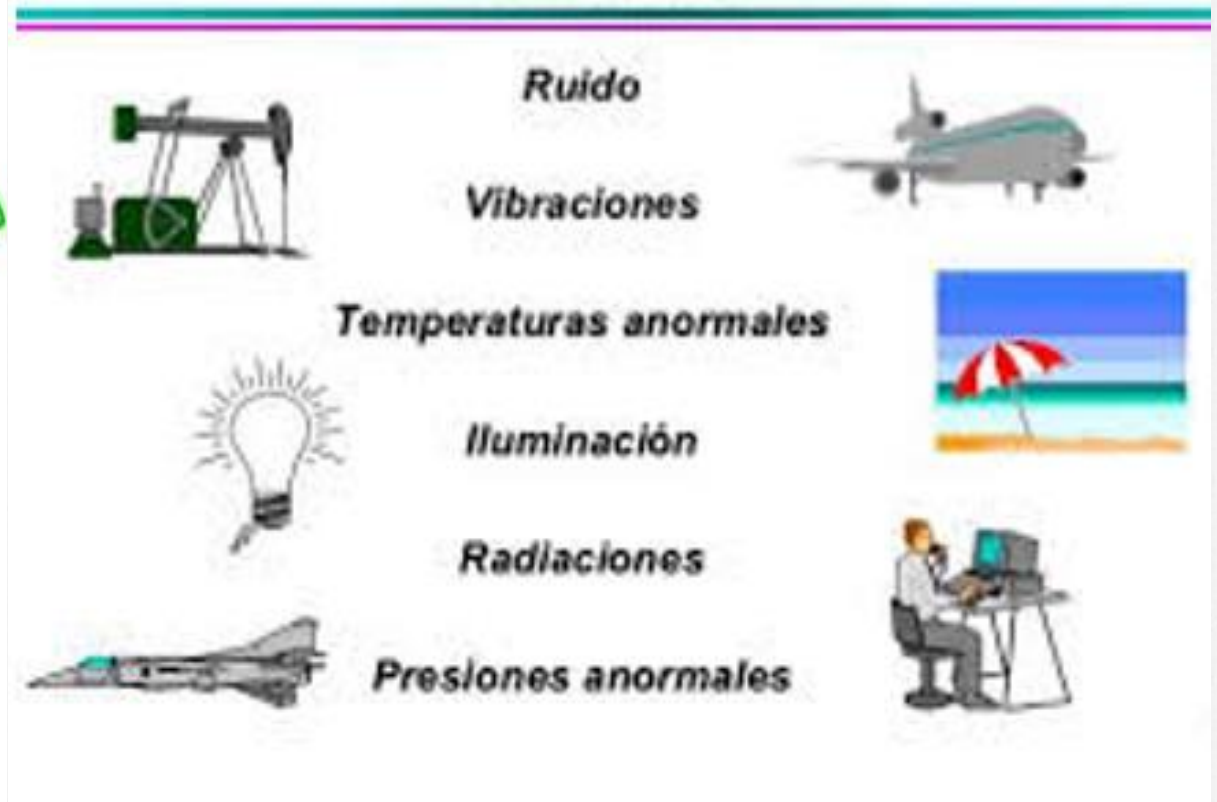 Ruido
Vibraciones
Temperaturas anormales
Iluminación
Radiaciones
Presiones anormales